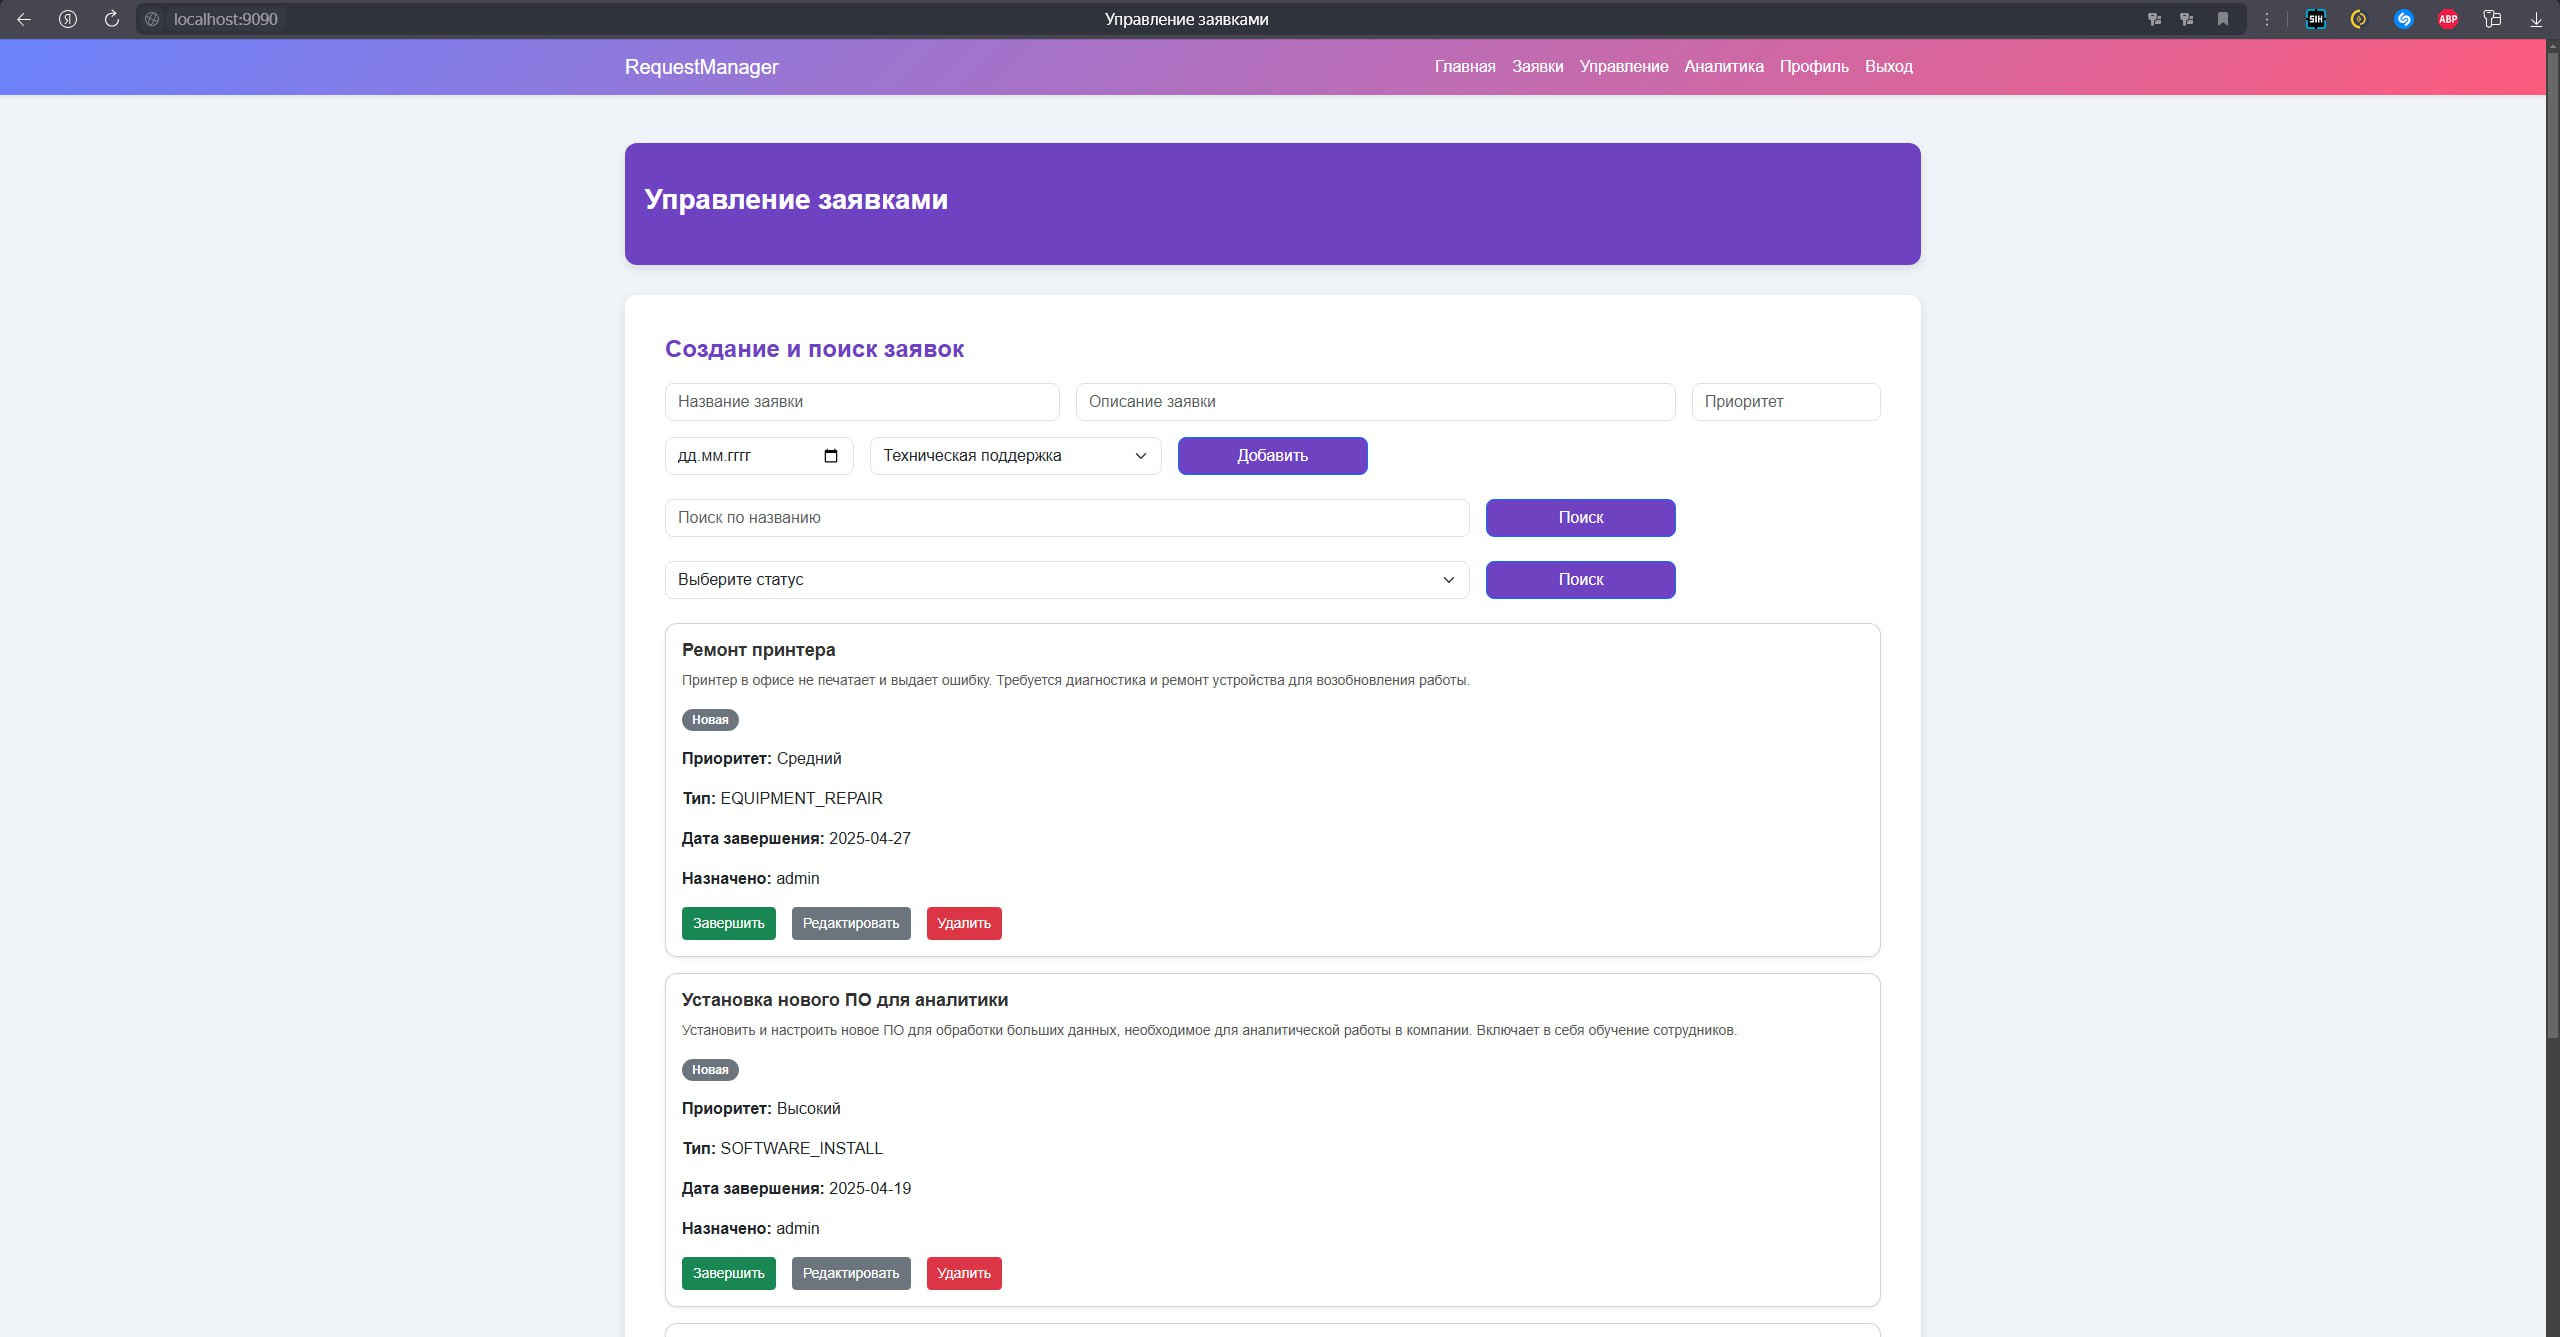 localhost:9090
Управление заявками
SIH
ABP
RequestManager
Главная Заявки Управление Аналитика Профиль Выход
Управление заявками
Создание и поиск заявок
Название заявки Описание заявки Приоритет
дд.мм.гггг Техническая поддержка Добавить
Поиск по названию Поиск
Выберите статус Поиск
Ремонт принтера
Принтер в офисе не печатает и выдает ошибку. Требуется диагностика и ремонт устройства для возобновления работы.
Новая
Приоритет: Средний
Тип: EQUIPMENT_REPAIR
Дата завершения: 2025-04-27
Назначено: admin
Завершить Редактировать Удалить
Установка нового ПО для аналитики
Установить и настроить новое ПО для обработки больших данных, необходимое для аналитической работы в компании. Включает в себя обучение сотрудников.
Новая
Приоритет: Высокий
Тип: SOFTWARE_INSTALL
Дата завершения: 2025-04-19
Назначено: admin
Завершить Редактировать Удалить